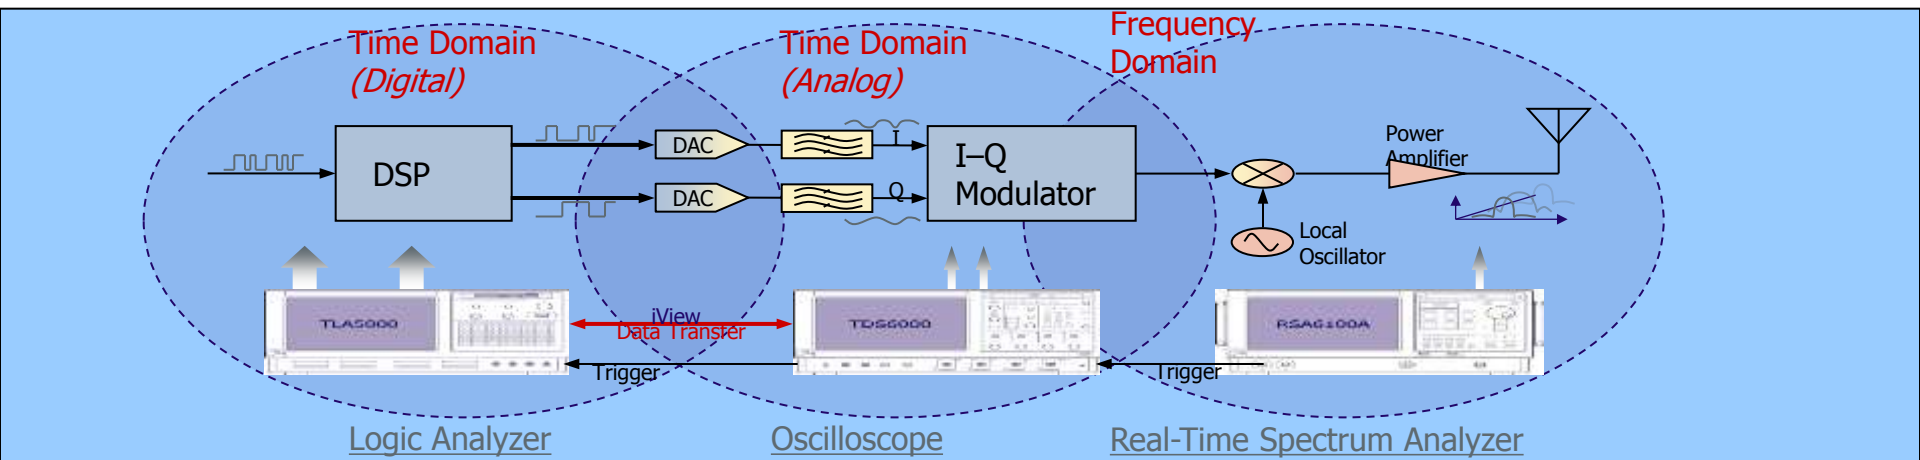 Time Domain
(Digital)
Time Domain
(Analog)
Frequency
Domain
DSP
DAC
DAC
I
Q
I–Q
Modulator
Power
Amplifier
Local
Oscillator
TLA5000
iView
Data Transfer
TDS6000
RSA6100A
Trigger
Trigger
Logic Analyzer
Oscilloscope
Real-Time Spectrum Analyzer